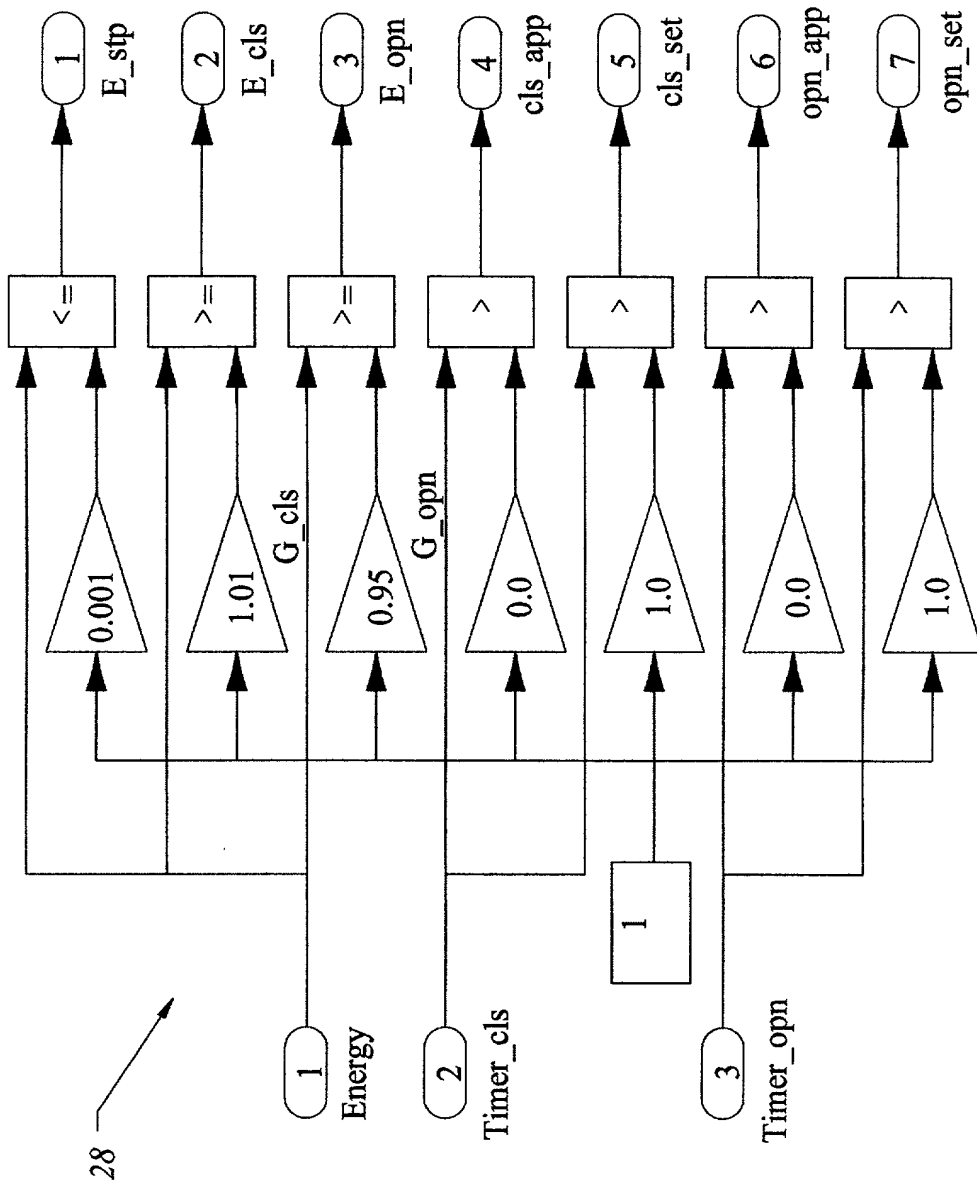 28
0.001
<=
1
E_stp
1.01
>=
2
E_cls
G_cls
1
Energy
0.95
>=
3
E_opn
G_opn
2
Timer_cls
0.0
>
4
cls_app
1
1.0
>
5
cls_set
3
Timer_opn
0.0
>
6
opn_app
1.0
>
7
opn_set